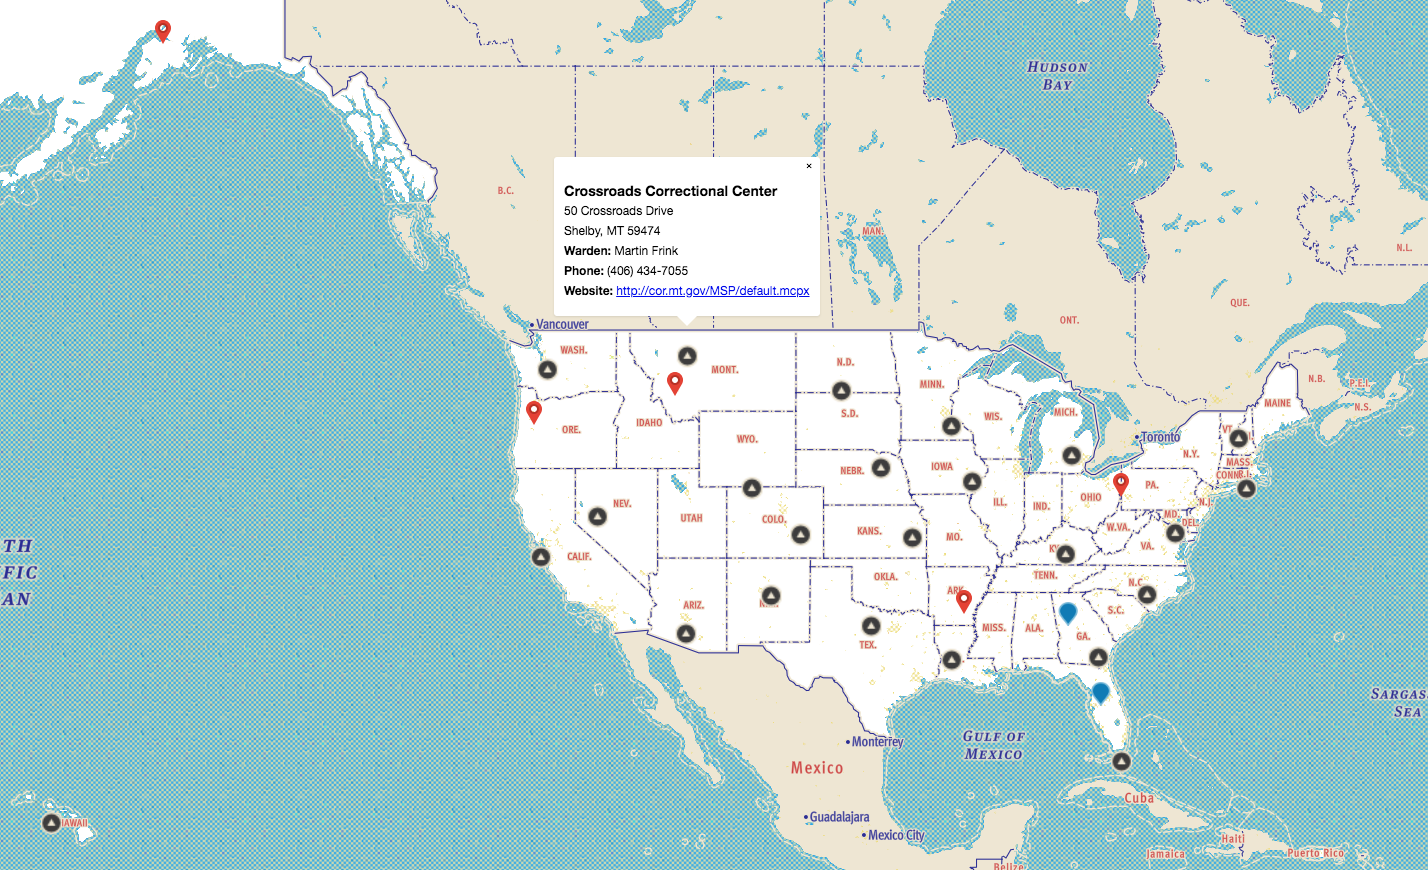 HUDSON
BAY
B.C.
×
Crossroads Correctional Center
50 Crossroads Drive
Shelby, MT 59474
Warden: Martin Frink
Phone: (406) 434-7055
Website: http://cor.mt.gov/MSP/default.mcpx
MAN.
N.L.
QUE.
ONT.
Vancouver
WASH.
MONT.
N.D.
MINN.
N.B.
P.E.I.
N.S.
MAINE
ORE.
IDAHO
WYO.
S.D.
WIS.
MICH.
Toronto
VT.
N.Y.
MASS.
NEBR.
IOWA
CONN.
R.I.
PA.
OHIO
ILL.
IND.
N.J.
NEV.
UTAH
COLO.
KANS.
MO.
W.VA.
MD.
DEL.
VA.
TH
FIC
AN
CALIF.
OKLA.
TENN.
N.C.
ARIZ.
ARK.
S.C.
MISS.
ALA.
GA.
TEX.
SARGAS
SEA
GULF OF
MEXICO
Monterrey
Mexico
Cuba
Guadalajara
Mexico City
HAWAII
Haiti
Jamaica
Puerto Rico
Belize